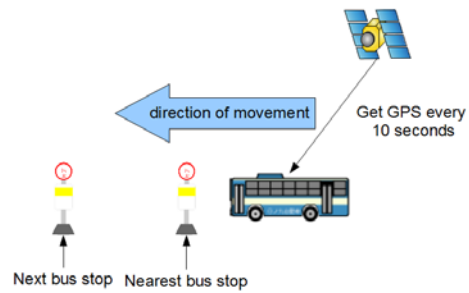 direction of movement
Get GPS every
10 seconds
Next bus stop
Nearest bus stop